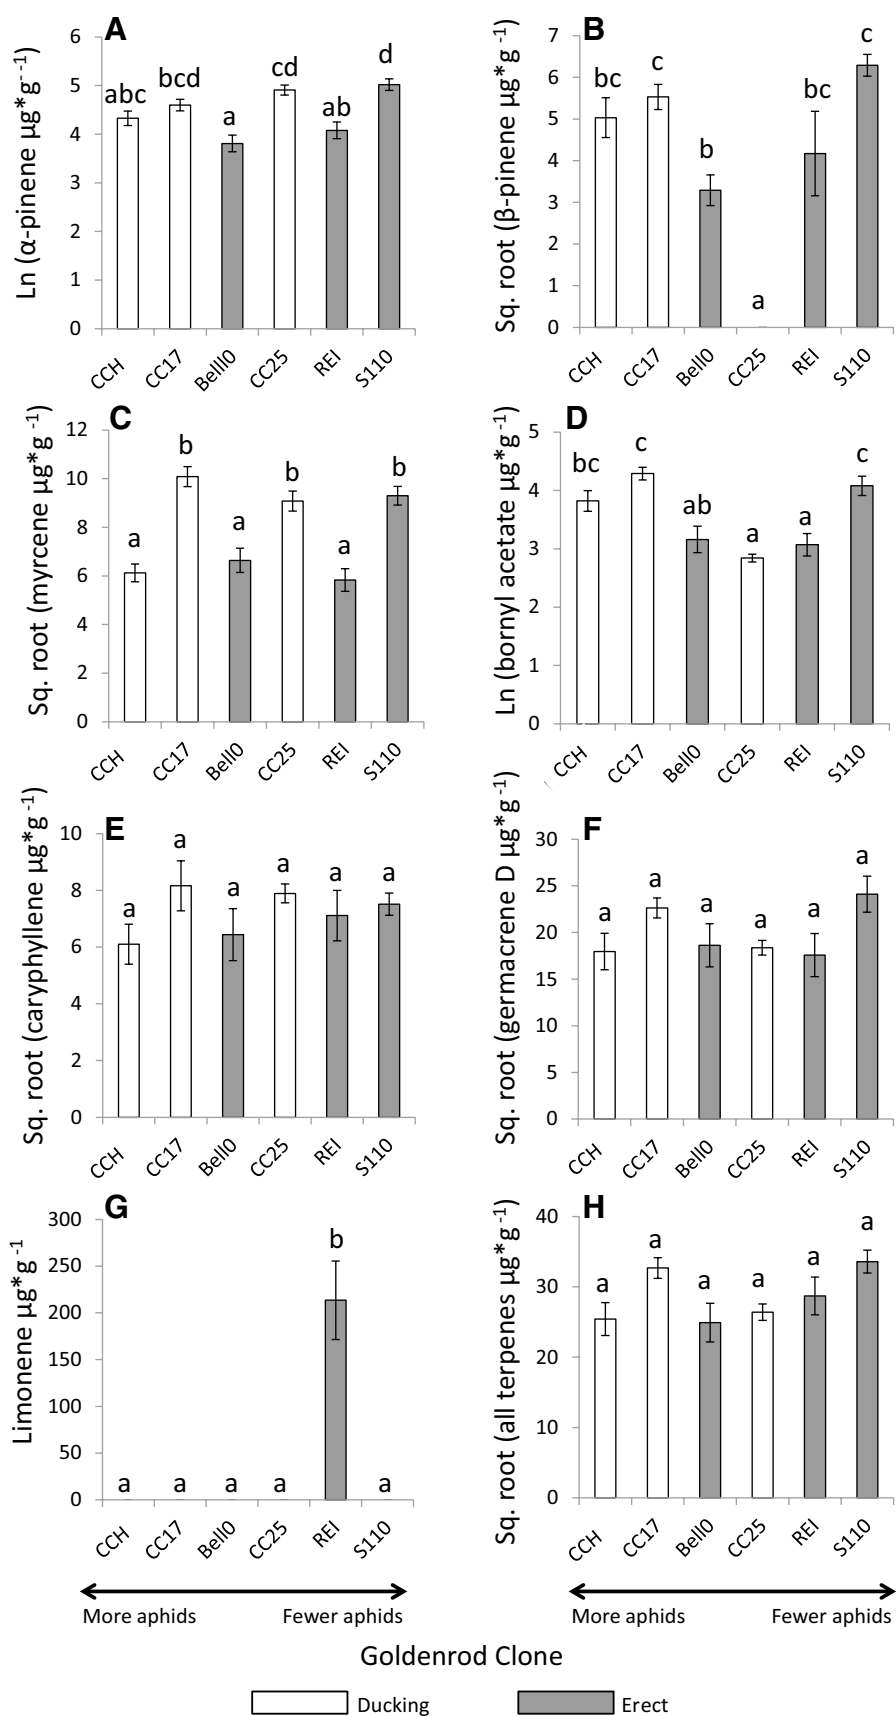 A
Ln (α-pinene µg*g⁻⁻¹)
6
5
4
3
2
1
0
abc
bcd
a
cd
ab
d
CCH
CC17
Bell0
CC25
REI
S110
B
Sq. root (β-pinene µg*g⁻¹)
7
6
5
4
3
2
1
0
bc
c
b
a
bc
c
CCH
CC17
Bell0
CC25
REI
S110
C
Sq. root (myrcene µg*g⁻¹)
12
10
8
6
4
2
0
a
b
a
b
a
b
CCH
CC17
Bell0
CC25
REI
S110
D
Ln (bornyl acetate µg*g⁻¹)
5
4
3
2
1
0
bc
c
ab
a
a
c
CCH
CC17
Bell0
CC25
REI
S110
E
Sq. root (caryphyllene µg*g⁻¹)
10
8
6
4
2
0
a
a
a
a
a
a
CCH
CC17
Bell0
CC25
REI
S110
F
Sq. root (germacrene D µg*g⁻¹)
30
25
20
15
10
5
0
a
a
a
a
a
a
CCH
CC17
Bell0
CC25
REI
S110
G
Limonene µg*g⁻¹
300
250
200
150
100
50
0
a
a
a
a
b
a
CCH
CC17
Bell0
CC25
REI
S110
H
Sq. root (all terpenes µg*g⁻¹)
40
30
20
10
0
a
a
a
a
a
a
CCH
CC17
Bell0
CC25
REI
S110
More aphids Fewer aphids
More aphids Fewer aphids
Goldenrod Clone
Ducking Erect